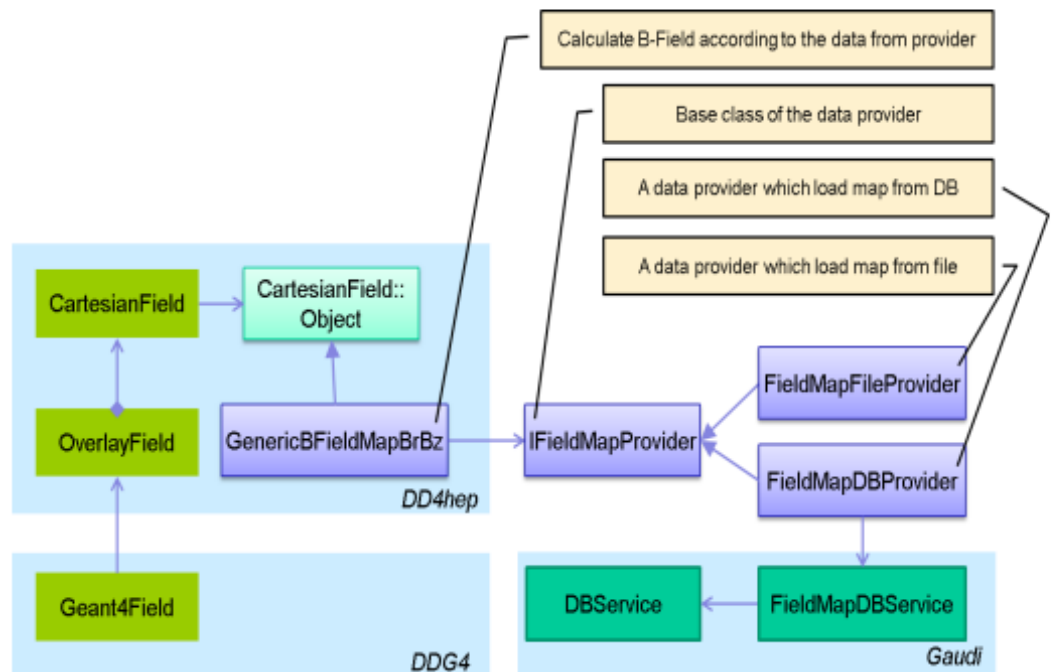 Calculate B-Field according to the data from provider
Base class of the data provider
A data provider which load map from DB
A data provider which load map from file
CartesianField
CartesianField::
Object
FieldMapFileProvider
OverlayField
GenericBFieldMapBrBz
IFieldMapProvider
FieldMapDBProvider
DD4hep
Geant4Field
DBService
FieldMapDBService
DDG4
Gaudi